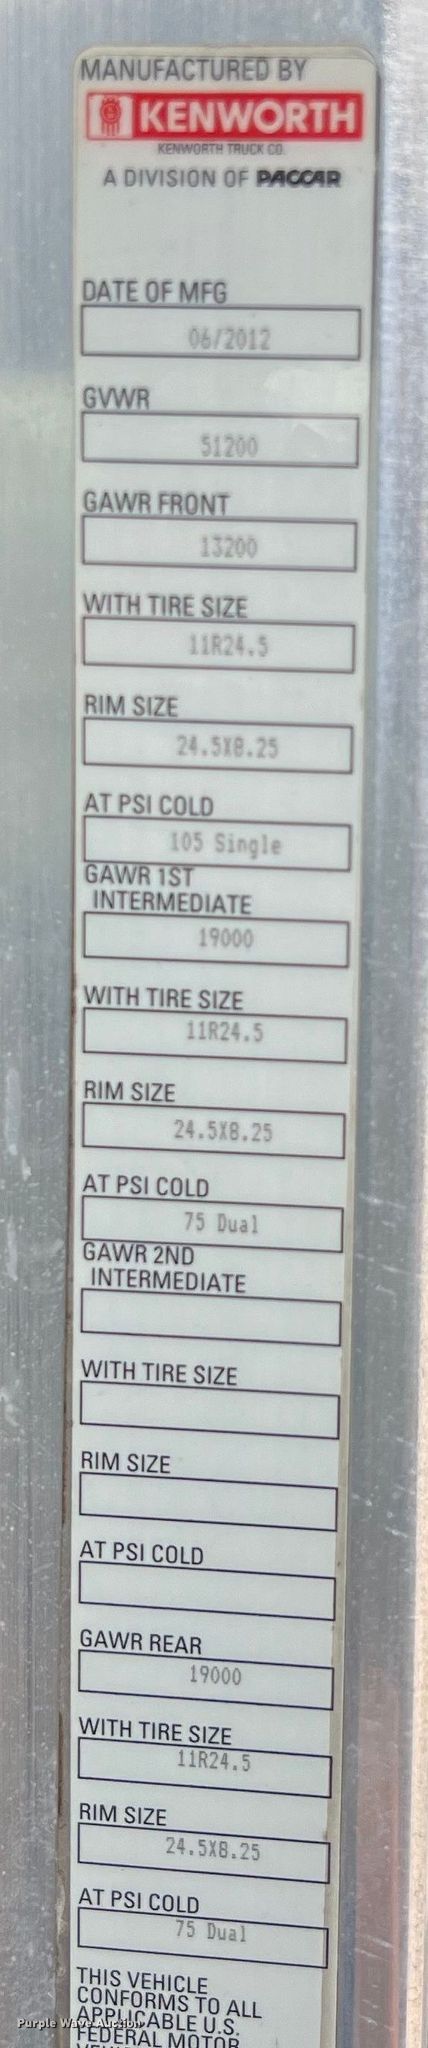 MANUFACTURED BY
KENWORTH
KENWORTH TRUCK CO.
A DIVISION OF PACCAR
DATE OF MFG
06/2012
GVWR
51200
GAWR FRONT
13200
WITH TIRE SIZE
11R24.5
RIM SIZE
24.5X8.25
AT PSI COLD
105 Single
GAWR 1ST
INTERMEDIATE
19000
WITH TIRE SIZE
11R24.5
RIM SIZE
24.5X8.25
AT PSI COLD
75 Dual
GAWR 2ND
INTERMEDIATE
WITH TIRE SIZE
RIM SIZE
AT PSI COLD
GAWR REAR
19000
WITH TIRE SIZE
11R24.5
RIM SIZE
24.5X8.25
AT PSI COLD
75 Dual
THIS VEHICLE
CONFORMS TO ALL
APPLICABLE U.S.
FEDERAL MOTOR
Purple Wave Auction